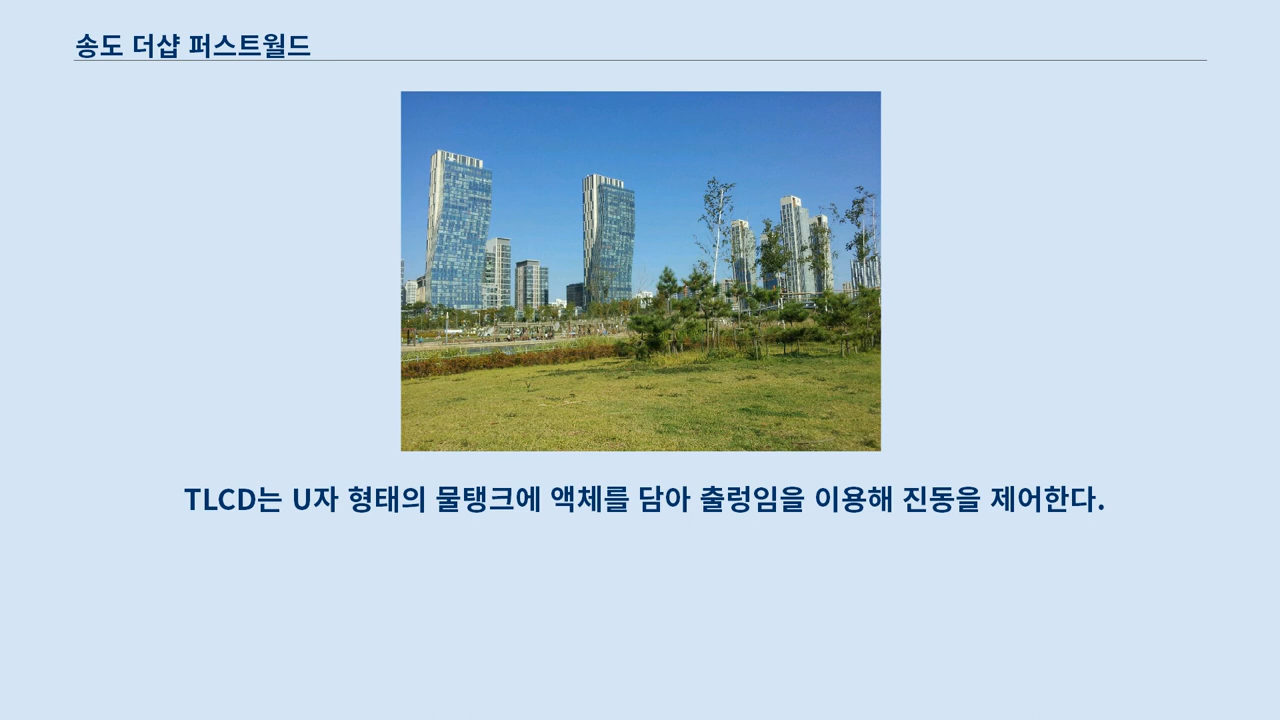 송도 더샵 퍼스트월드
TLCD는 U자 형태의 물탱크에 액체를 담아 출렁임을 이용해 진동을 제어한다.